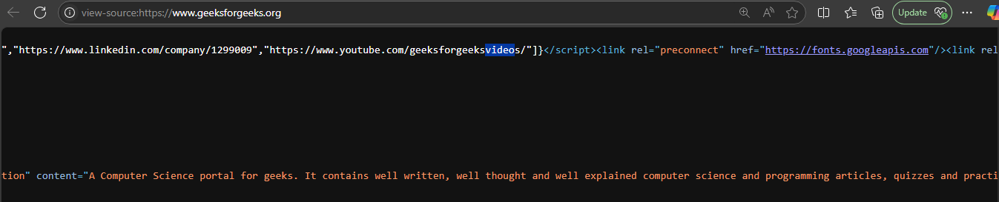 view-source:https://www.geeksforgeeks.org
Update
","https://www.linkedin.com/company/1299009","https://www.youtube.com/geeksforgeeksvideos/"]}</script><link rel="preconnect" href="https://fonts.googleapis.com"/><link rel
tion" content="A Computer Science portal for geeks. It contains well written, well thought and well explained computer science and programming articles, quizzes and practi